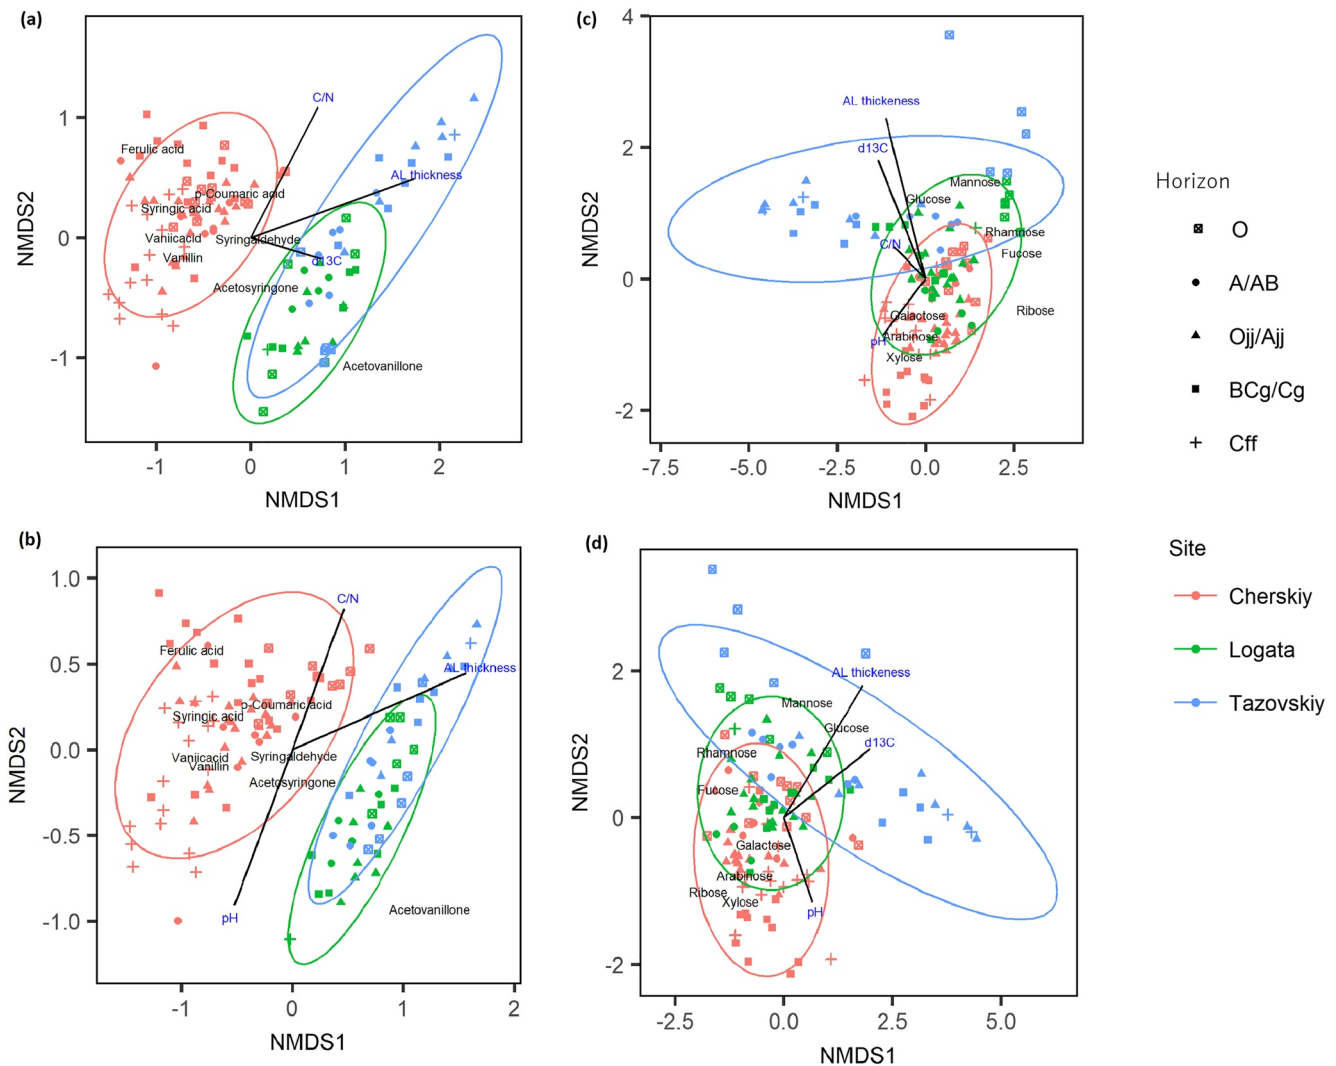 (a)
NMDS2
1
0
-1
-1
0
1
2
NMDS1
C/N
AL thickness
d13C
Ferulic acid
p-Coumaric acid
Syringic acid
Vaniicacid
Vanillin
Syringaldehyde
Acetosyringone
Acetovanillone
(c)
NMDS2
4
2
0
-2
-7.5
-5.0
-2.5
0.0
2.5
NMDS1
AL thickeness
d13C
Mannose
Glucose
Rhamnose
C/N
Fucose
Ribose
Galactose
Arabinose
pH
Xylose
Horizon
O
A/AB
Ojj/Ajj
BCg/Cg
Cff
(b)
NMDS2
1.0
0.5
0.0
-0.5
-1.0
-1
0
1
2
NMDS1
C/N
Ferulic acid
AL thickness
p-Coumaric acid
Syringic acid
Vaniicacid
Vanillin
Syringaldehyde
Acetosyringone
pH
Acetovanillone
(d)
NMDS2
2
0
-2
-2.5
0.0
2.5
5.0
NMDS1
AL thickeness
Mannose
Glucose
d13C
Rhamnose
Fucose
Galactose
Arabinose
Ribose
Xylose
pH
Site
Cherskiy
Logata
Tazovskiy